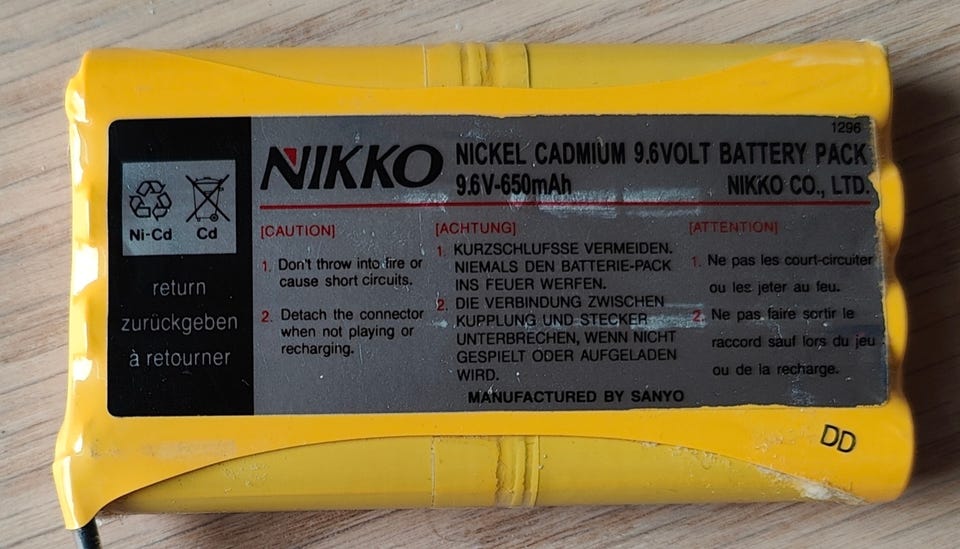 1296
NIKKO
NICKEL CADMIUM 9.6VOLT BATTERY PACK
9.6V-650mAh
NIKKO CO., LTD.
Ni-Cd
Cd
return
zurückgeben
à retourner
[CAUTION]
1. Don't throw into fire or
cause short circuits.
2. Detach the connector
when not playing or
recharging.
[ACHTUNG]
1. KURZSCHLUFSSE VERMEIDEN.
NIEMALS DEN BATTERIE-PACK
INS FEUER WERFEN.
2. DIE VERBINDUNG ZWISCHEN
KUPPLUNG UND STECKER
UNTERBRECHEN, WENN NICHT
GESPIELT ODER AUFGELADEN
WIRD.
[ATTENTION]
1. Ne pas les court-circuiter
ou les jeter au feu.
2. Ne pas faire sortir le
raccord sauf lors du jeu
ou de la recharge.
MANUFACTURED BY SANYO
DD